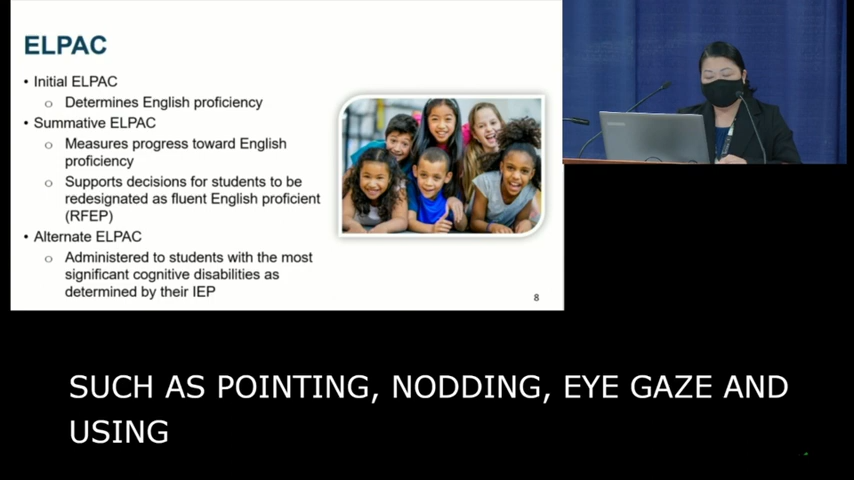 ELPAC
• Initial ELPAC
o Determines English proficiency
• Summative ELPAC
o Measures progress toward English
proficiency
o Supports decisions for students to be
redesignated as fluent English proficient
(RFEP)
• Alternate ELPAC
o Administered to students with the most
significant cognitive disabilities as
determined by their IEP
8
SUCH AS POINTING, NODDING, EYE GAZE AND
USING